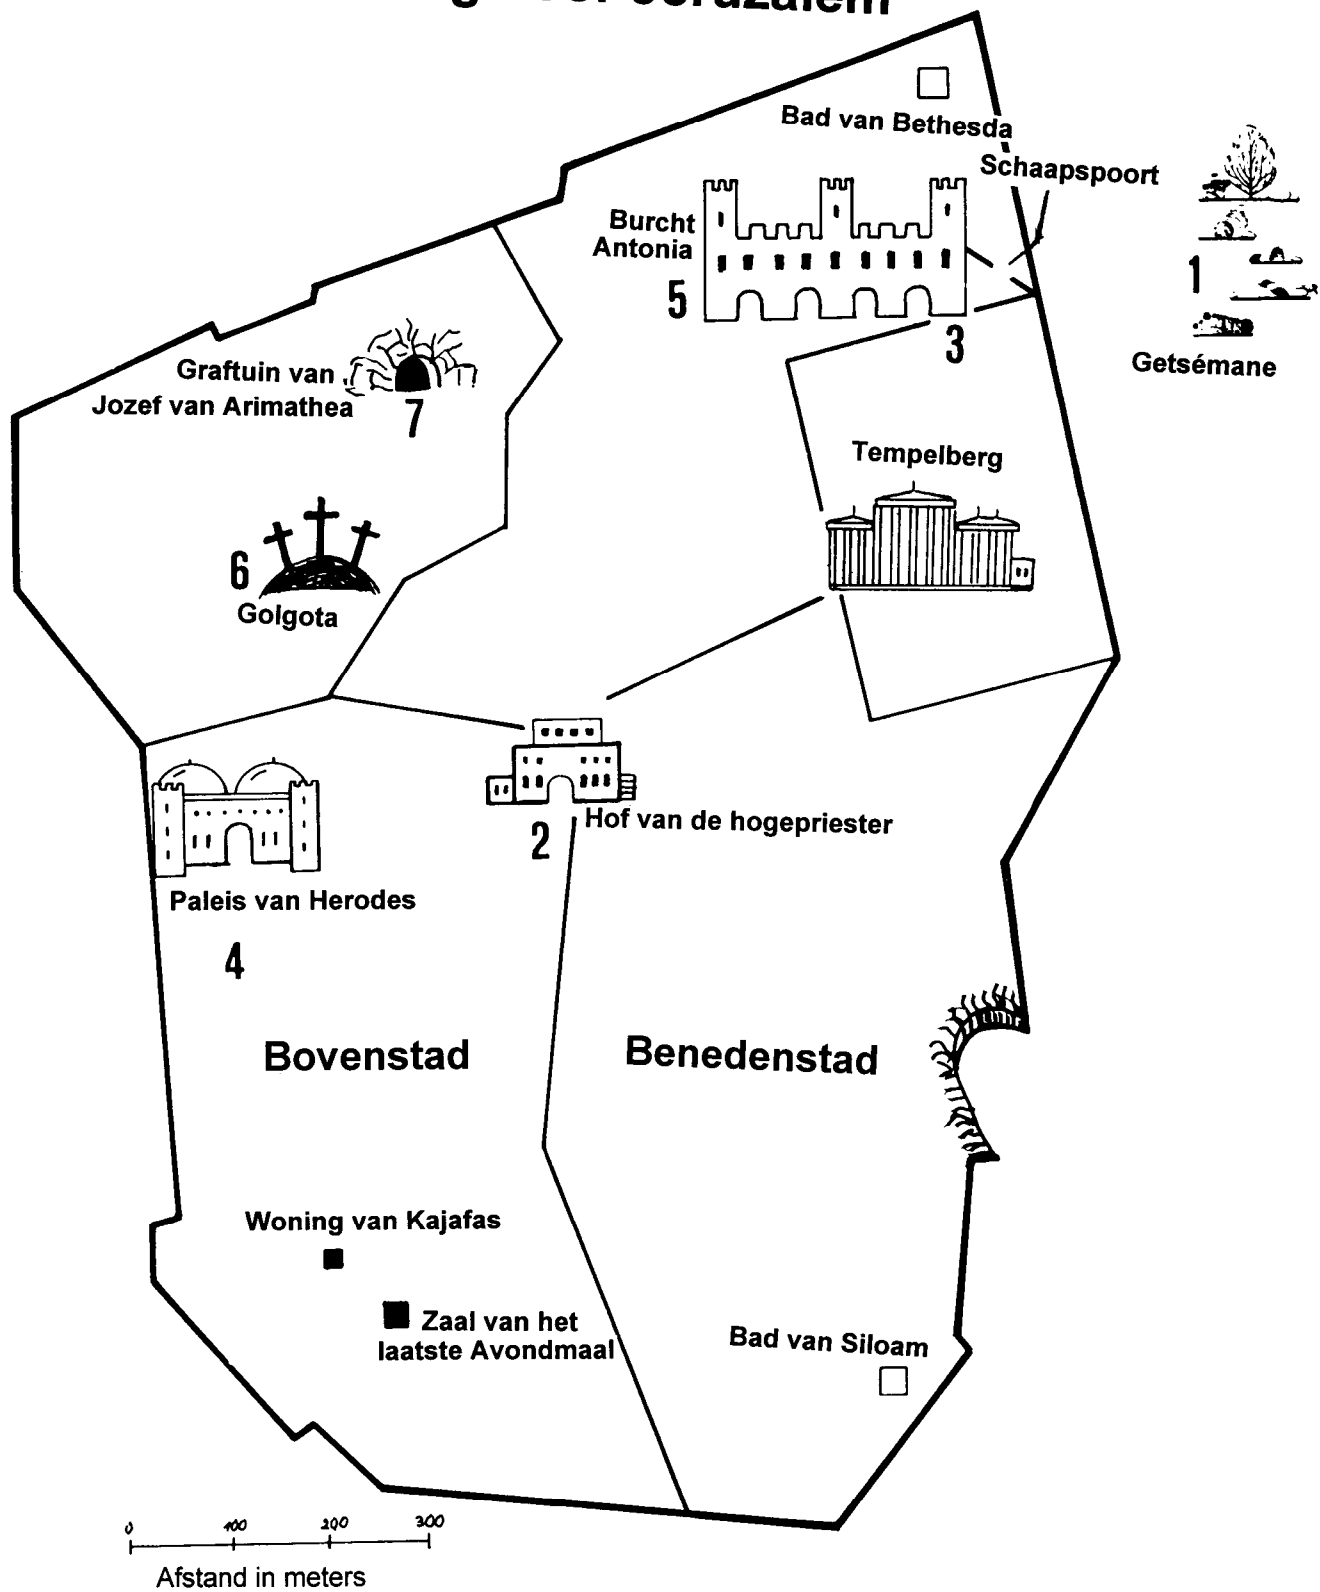 Bad van Bethesda
Schaapspoort
Burcht
Antonia
5
3
1
Getsémane
Graftuin van
Jozef van Arimathea
7
Tempelberg
6
Golgota
2
Hof van de hogepriester
Paleis van Herodes
4
Bovenstad
Benedenstad
Woning van Kajafas
Zaal van het
laatste Avondmaal
Bad van Siloam
0 100 200 300
Afstand in meters